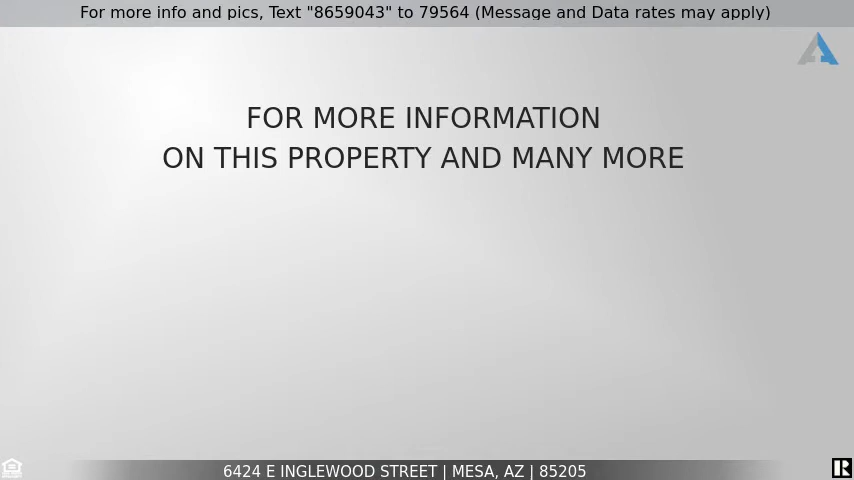 For more info and pics, Text "8659043" to 79564 (Message and Data rates may apply)
FOR MORE INFORMATION
ON THIS PROPERTY AND MANY MORE
6424 E INGLEWOOD STREET | MESA, AZ | 85205